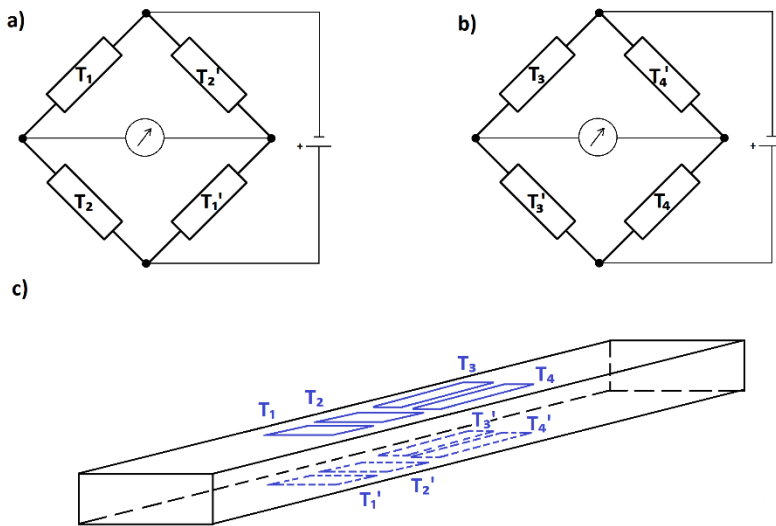 a)
T₁
T₂'
T₂
T₁'
+
b)
T₃
T₄'
T₃'
T₄
+
c)
T₁
T₂
T₃
T₄
T₁'
T₂'
T₃'
T₄'